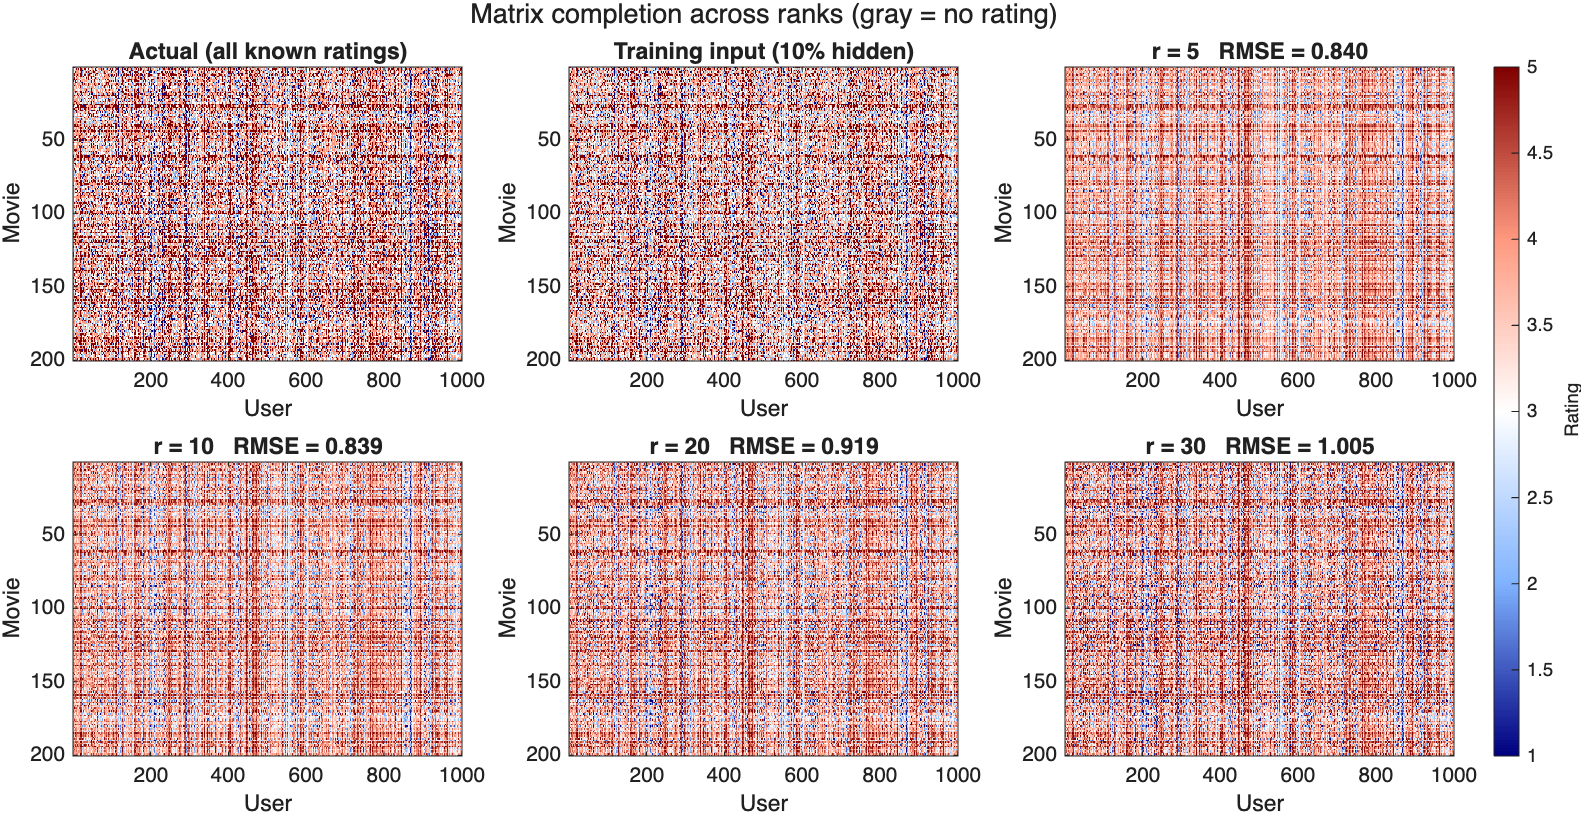 Matrix completion across ranks (gray = no rating)
Actual (all known ratings)
Movie
50
100
150
200
200 400 600 800 1000
User
Training input (10% hidden)
Movie
50
100
150
200
200 400 600 800 1000
User
r = 5 RMSE = 0.840
Movie
50
100
150
200
200 400 600 800 1000
User
r = 10 RMSE = 0.839
Movie
50
100
150
200
200 400 600 800 1000
User
r = 20 RMSE = 0.919
Movie
50
100
150
200
200 400 600 800 1000
User
r = 30 RMSE = 1.005
Movie
50
100
150
200
200 400 600 800 1000
User
5
4.5
4
3.5
3
2.5
2
1.5
1
Rating